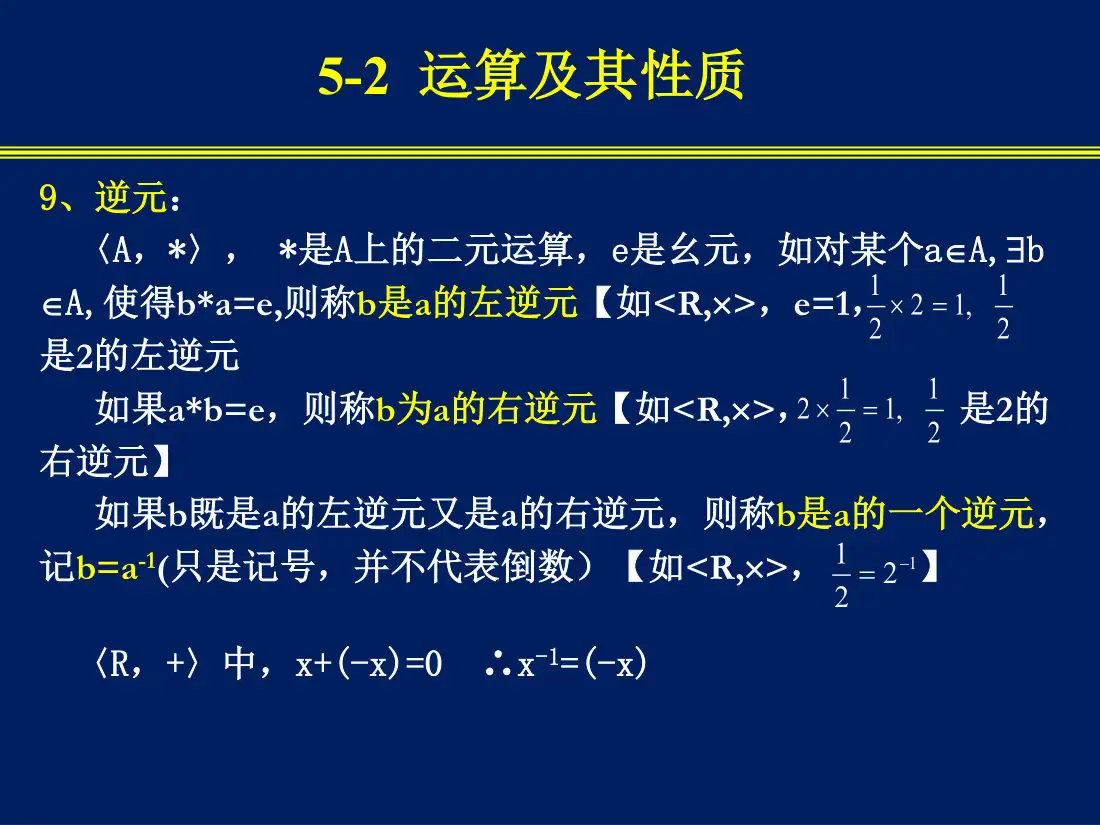 5-2 运算及其性质
9、逆元：
〈A，*〉， *是A上的二元运算，e是幺元，如对某个a∈A,∃b
∈A,使得b*a=e,则称b是a的左逆元【如<R,×>，e=1,1/2×2=1, 1/2
是2的左逆元
如果a*b=e，则称b为a的右逆元【如<R,×>,2×1/2=1, 1/2 是2的
右逆元】
如果b既是a的左逆元又是a的右逆元，则称b是a的一个逆元，
记b=a⁻¹(只是记号，并不代表倒数）【如<R,×>， 1/2=2⁻¹】
〈R，+〉中，x+(-x)=0 ∴x⁻¹=(-x)